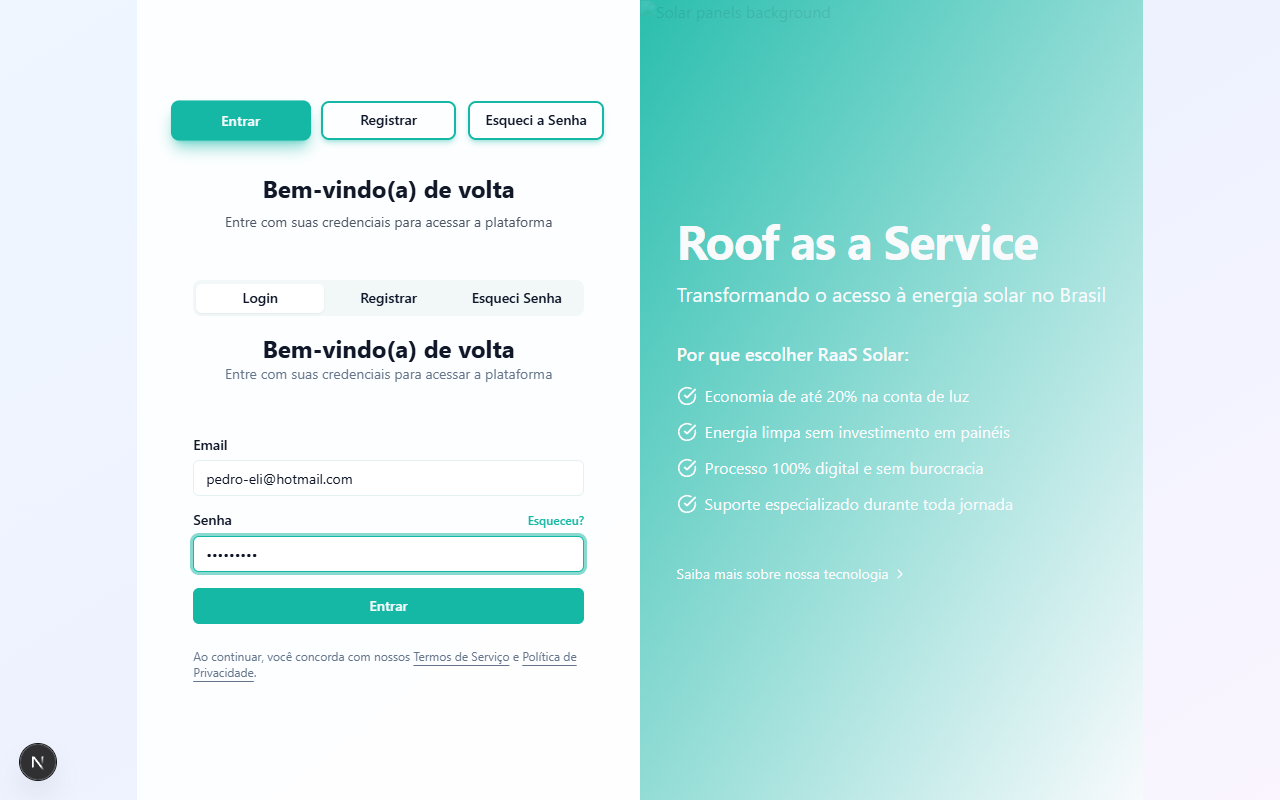 Entrar
Registrar
Esqueci a Senha
Bem-vindo(a) de volta
Entre com suas credenciais para acessar a plataforma
Login
Registrar
Esqueci Senha
Bem-vindo(a) de volta
Entre com suas credenciais para acessar a plataforma
Email
pedro-eli@hotmail.com
Senha
Esqueceu?
•••••••••
Entrar
Ao continuar, você concorda com nossos Termos de Serviço e Política de
Privacidade.
N
Solar panels background
Roof as a Service
Transformando o acesso à energia solar no Brasil
Por que escolher RaaS Solar:
Economia de até 20% na conta de luz
Energia limpa sem investimento em painéis
Processo 100% digital e sem burocracia
Suporte especializado durante toda jornada
Saiba mais sobre nossa tecnologia